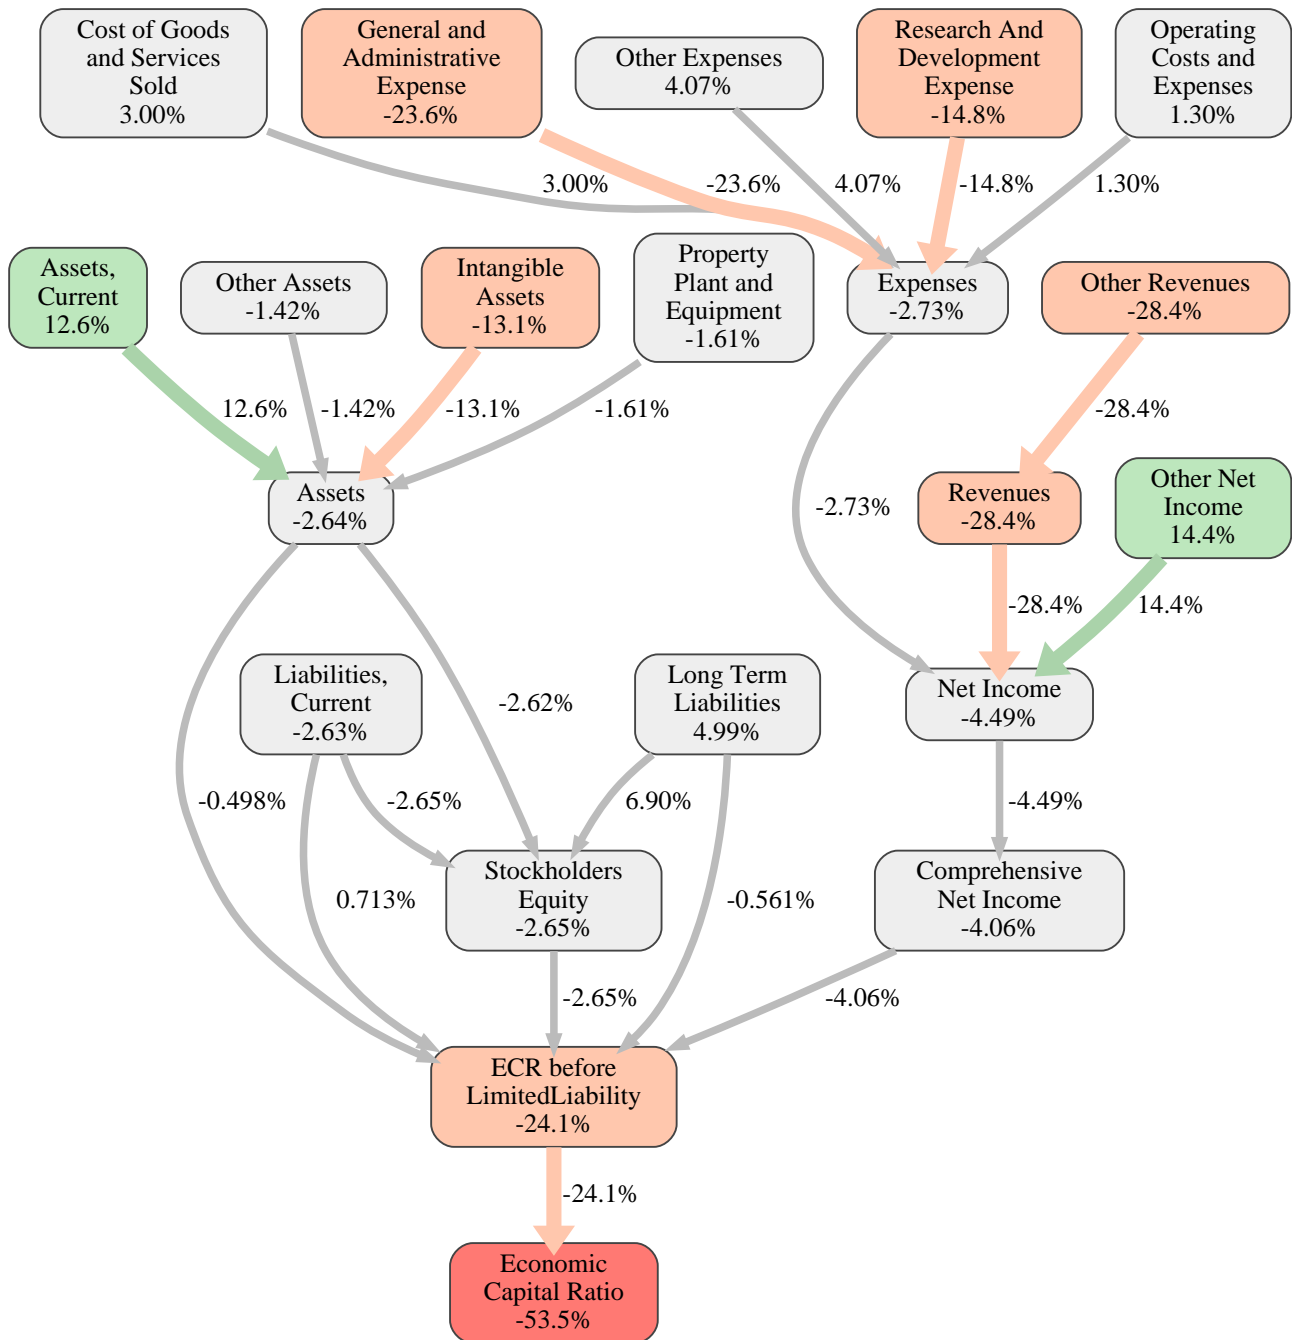 Cost of Goods
and Services
Sold
3.00%
General and
Administrative
Expense
-23.6%
Other Expenses
4.07%
Research And
Development
Expense
-14.8%
Operating
Costs and
Expenses
1.30%
3.00%
-23.6%
4.07%
-14.8%
1.30%
Assets,
Current
12.6%
Other Assets
-1.42%
Intangible
Assets
-13.1%
Property
Plant and
Equipment
-1.61%
Expenses
-2.73%
Other Revenues
-28.4%
12.6%
-1.42%
-13.1%
-1.61%
-28.4%
Assets
-2.64%
-2.73%
Revenues
-28.4%
Other Net
Income
14.4%
-28.4%
14.4%
Liabilities,
Current
-2.63%
-2.62%
Long Term
Liabilities
4.99%
Net Income
-4.49%
-0.498%
-2.65%
6.90%
-4.49%
0.713%
Stockholders
Equity
-2.65%
-0.561%
Comprehensive
Net Income
-4.06%
-2.65%
-4.06%
ECR before
LimitedLiability
-24.1%
-24.1%
Economic
Capital Ratio
-53.5%